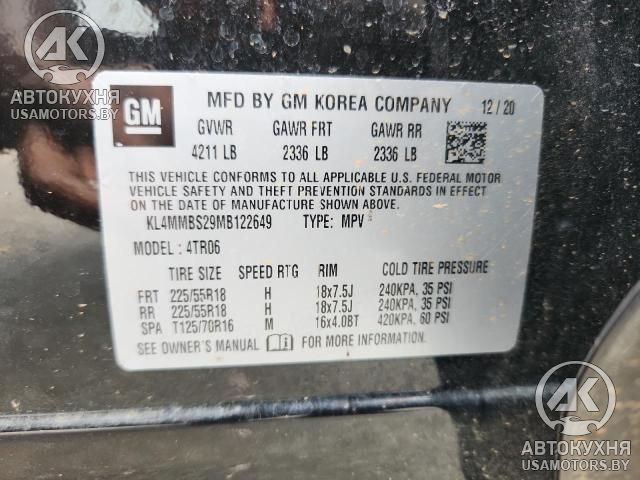 AK
АВТОКУХНЯ
USAMOTORS.BY
GM
MFD BY GM KOREA COMPANY 12/20
GVWR GAWR FRT GAWR RR
4211 LB 2336 LB 2336 LB
THIS VEHICLE CONFORMS TO ALL APPLICABLE U.S. FEDERAL MOTOR
VEHICLE SAFETY AND THEFT PREVENTION STANDARDS IN EFFECT
ON THE DATE OF MANUFACTURE SHOWN ABOVE.
KL4MMBS29MB122649 TYPE: MPV
MODEL : 4TR06
TIRE SIZE SPEED RTG RIM COLD TIRE PRESSURE
FRT 225/55R18 H 18x7.5J 240KPA, 35 PSI
RR 225/55R18 H 18x7.5J 240KPA, 35 PSI
SPA T125/70R16 M 16x4.0BT 420KPA, 60 PSI
SEE OWNER'S MANUAL FOR MORE INFORMATION.
AK
АВТОКУХНЯ
USAMOTORS.BY